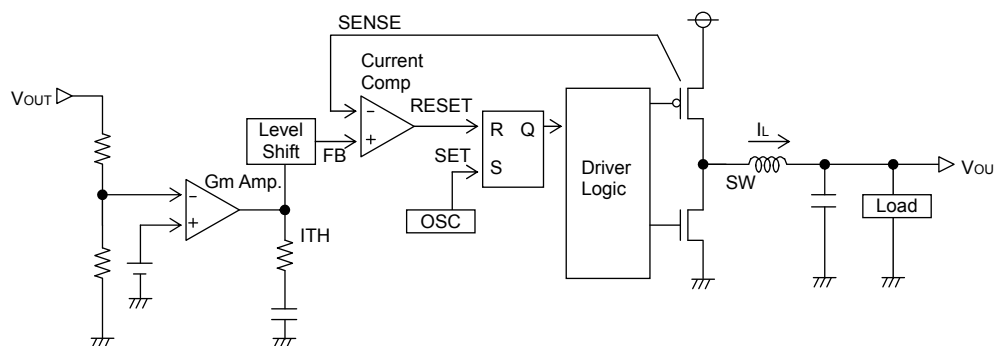 SENSE
Current
Comp
VOUT
RESET
Level
Shift
FB
R Q
S
SET
OSC
Gm Amp.
ITH
Driver
Logic
IL
SW
VOU
Load
- 
+
-
+